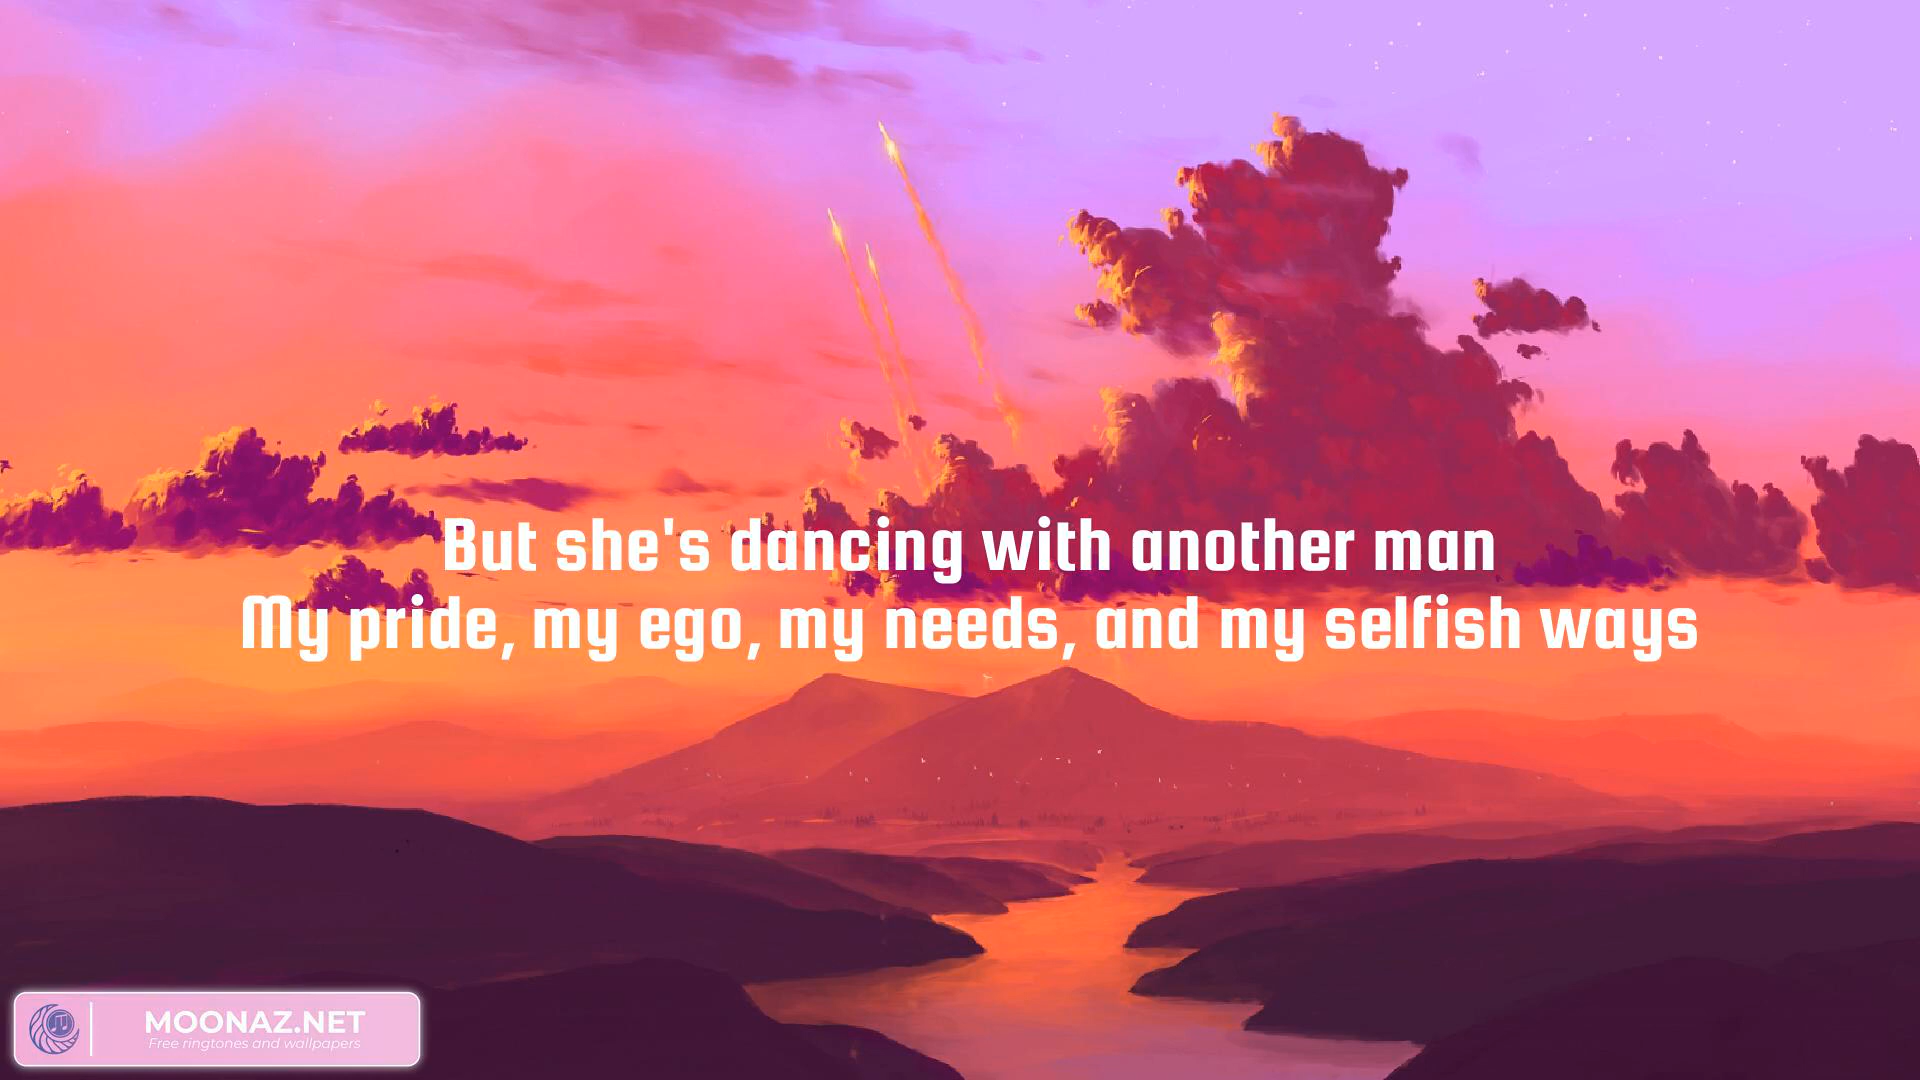 But she's dancing with another man
My pride, my ego, my needs, and my selfish ways
MOONAZ.NET
Free ringtones and wallpapers